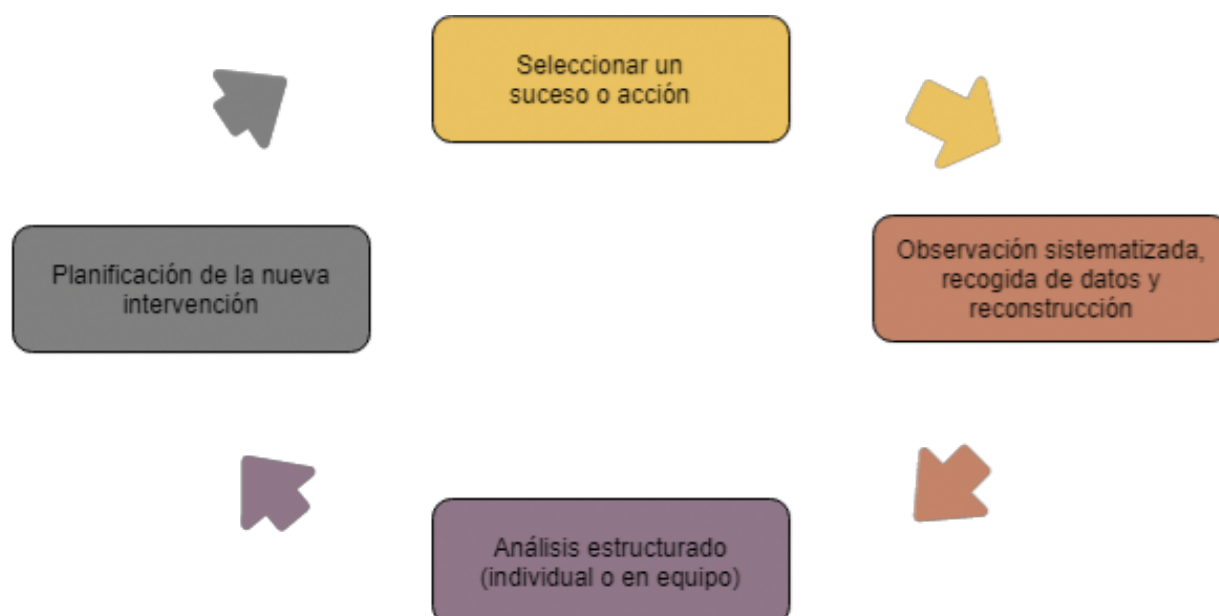 Seleccionar un
suceso o acción
Observación sistematizada,
recogida de datos y
reconstrucción
Análisis estructurado
(individual o en equipo)
Planificación de la nueva
intervención